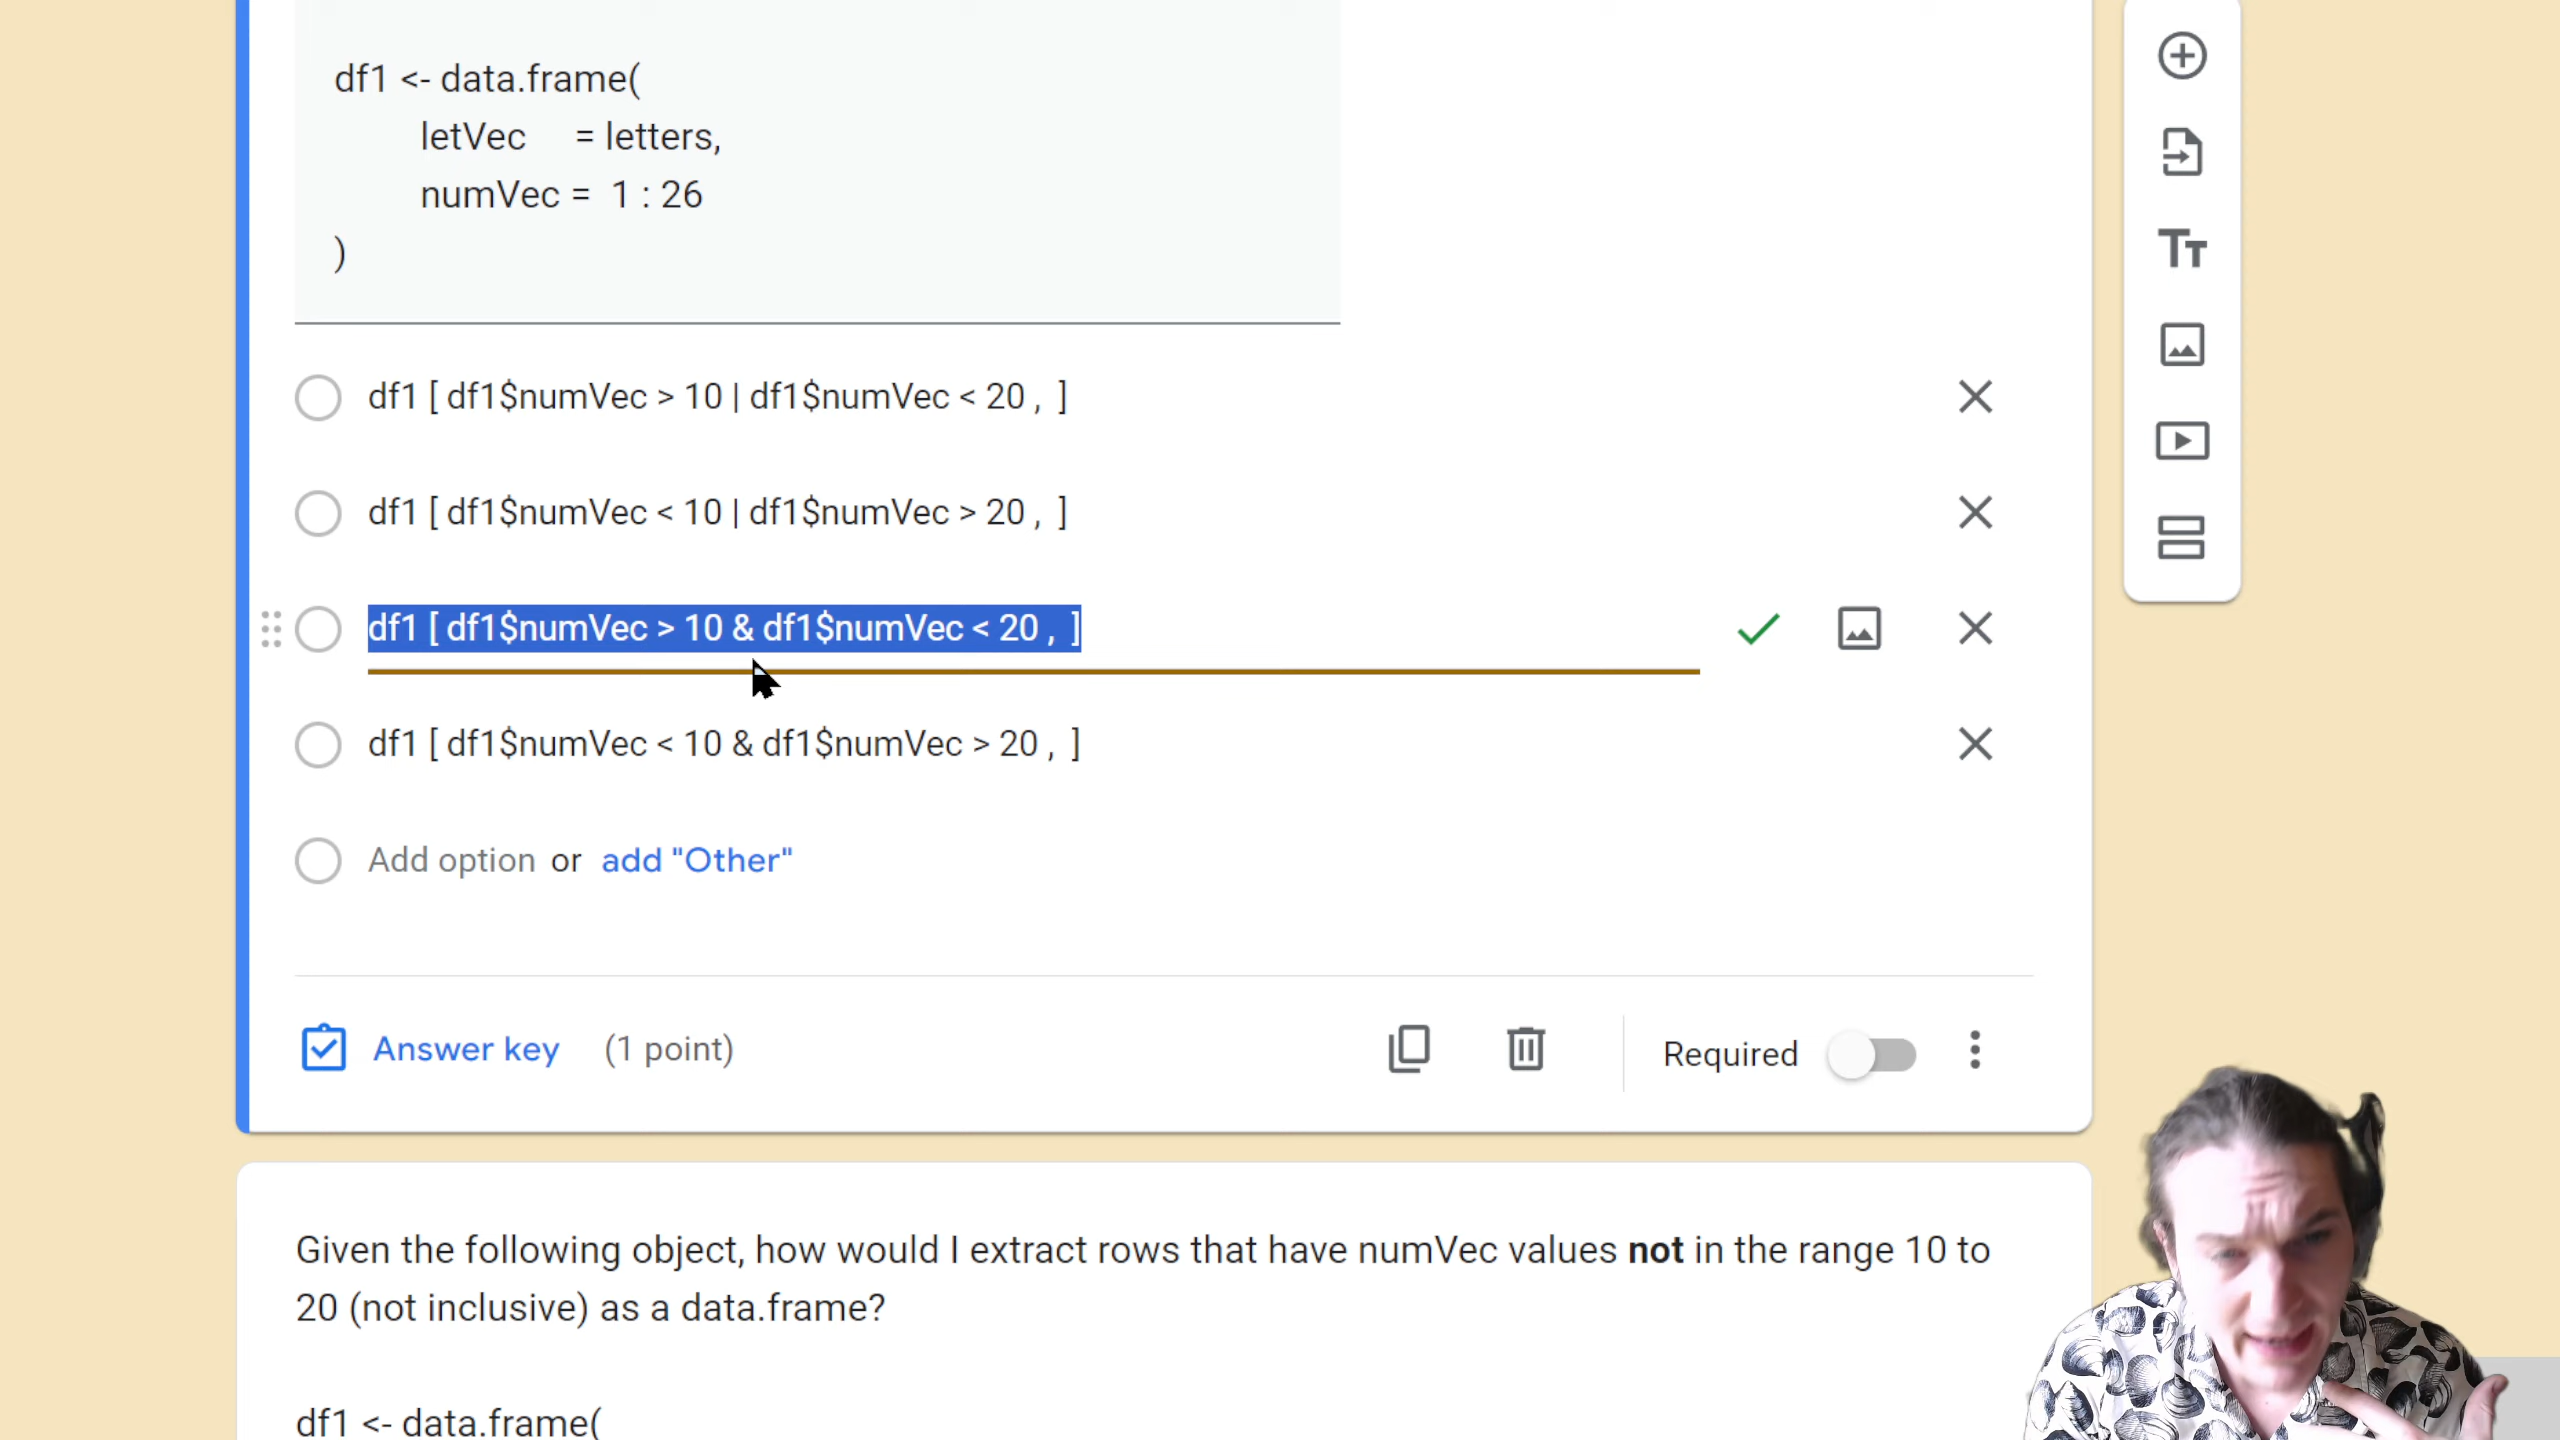 df1 <- data.frame(
letVec = letters,
numVec = 1 : 26
)
df1 [ df1$numVec > 10 | df1$numVec < 20 , ]
df1 [ df1$numVec < 10 | df1$numVec > 20 , ]
df1 [ df1$numVec > 10 & df1$numVec < 20 , ]
df1 [ df1$numVec < 10 & df1$numVec > 20 , ]
Add option or add "Other"
Answer key (1 point)
Required
Given the following object, how would I extract rows that have numVec values not in the range 10 to
20 (not inclusive) as a data.frame?
df1 <- data.frame(
Tт